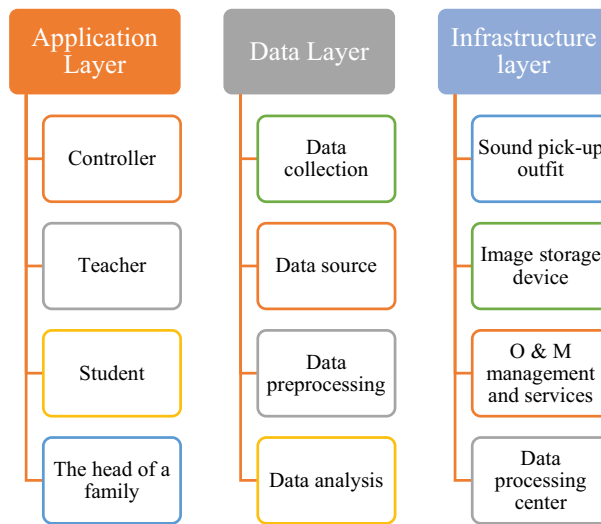 Application
Layer
Controller
Teacher
Student
The head of a
family
Data Layer
Data
collection
Data source
Data
preprocessing
Data analysis
Infrastructure
layer
Sound pick-up
outfit
Image storage
device
O & M
management
and services
Data
processing
center